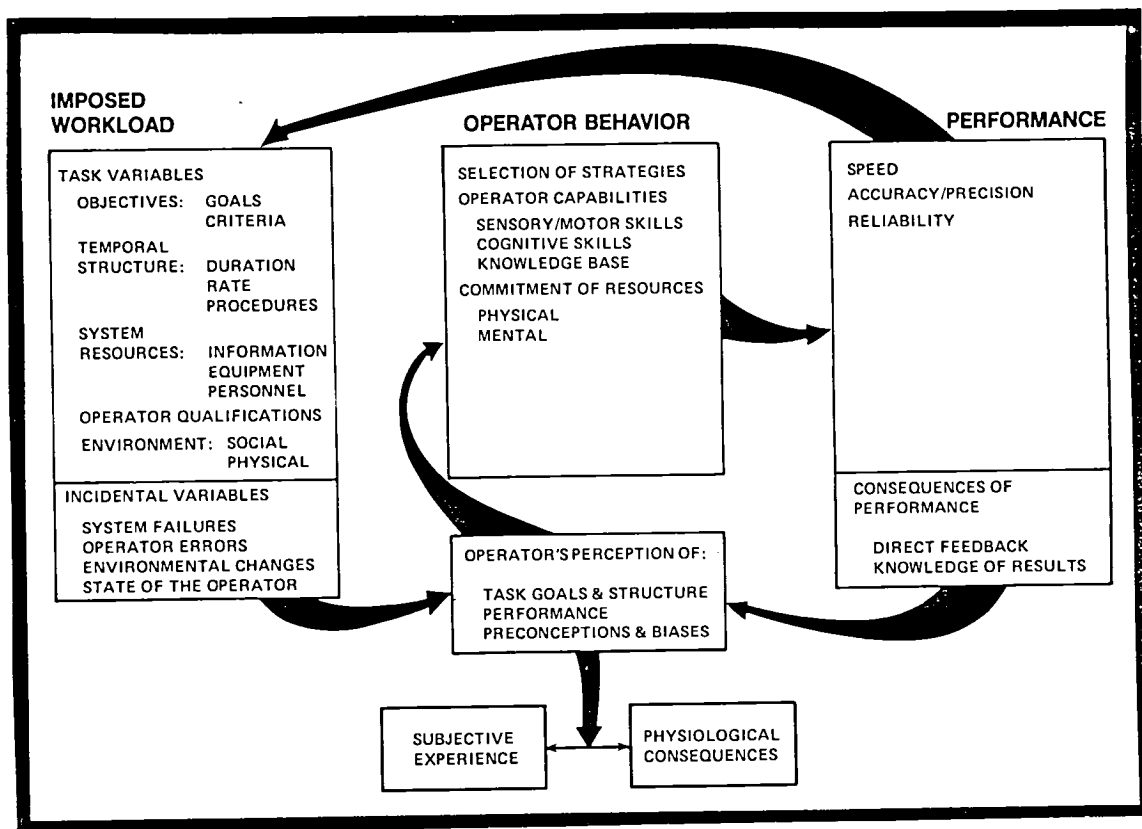 IMPOSED
WORKLOAD
TASK VARIABLES
OBJECTIVES: GOALS
CRITERIA
TEMPORAL
STRUCTURE: DURATION
RATE
PROCEDURES
SYSTEM
RESOURCES: INFORMATION
EQUIPMENT
PERSONNEL
OPERATOR QUALIFICATIONS
ENVIRONMENT: SOCIAL
PHYSICAL
INCIDENTAL VARIABLES
SYSTEM FAILURES
OPERATOR ERRORS
ENVIRONMENTAL CHANGES
STATE OF THE OPERATOR
OPERATOR BEHAVIOR
SELECTION OF STRATEGIES
OPERATOR CAPABILITIES
SENSORY/MOTOR SKILLS
COGNITIVE SKILLS
KNOWLEDGE BASE
COMMITMENT OF RESOURCES
PHYSICAL
MENTAL
PERFORMANCE
SPEED
ACCURACY/PRECISION
RELIABILITY
CONSEQUENCES OF
PERFORMANCE
DIRECT FEEDBACK
KNOWLEDGE OF RESULTS
OPERATOR'S PERCEPTION OF:
TASK GOALS & STRUCTURE
PERFORMANCE
PRECONCEPTIONS & BIASES
SUBJECTIVE
EXPERIENCE
PHYSIOLOGICAL
CONSEQUENCES